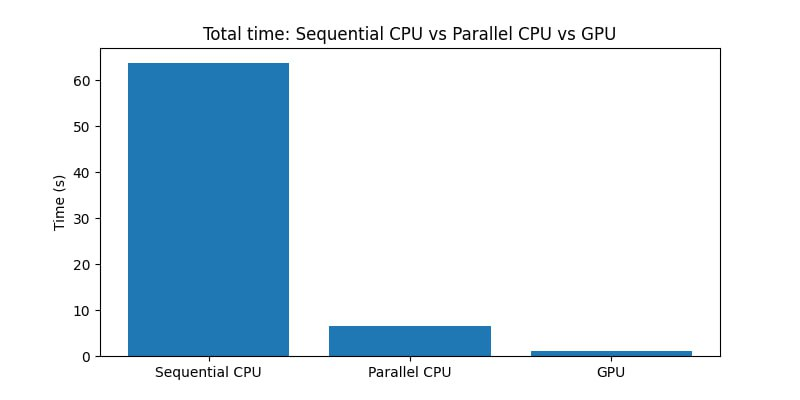 Total time: Sequential CPU vs Parallel CPU vs GPU
Time (s)
60
50
40
30
20
10
0
Sequential CPU
Parallel CPU
GPU